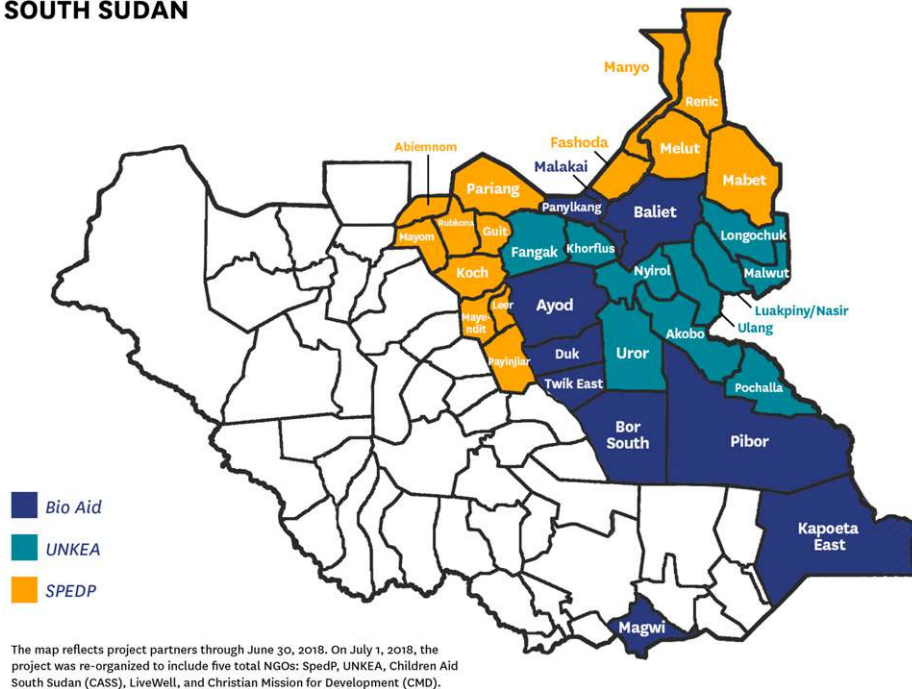 SOUTH SUDAN
Manyo
Renic
Abiemnom
Fashoda
Melut
Malakai
Mabet
Pariang
Panylkang
Baliet
Rubkona
Guit
Mayom
Fangak
Khorflus
Longochuk
Koch
Nyirol
Malwut
Ayod
Luakpiny/Nasir
Maye-
ndit
Leer
Ulang
Akobo
Duk
Uror
Payinjiar
Twik East
Pochalla
Bor
South
Pibor
Bio Aid
UNKEA
SPEDP
Kapoeta
East
Magwi
The map reflects project partners through June 30, 2018. On July 1, 2018, the
project was re-organized to include five total NGOs: SpedP, UNKEA, Children Aid
South Sudan (CASS), LiveWell, and Christian Mission for Development (CMD).